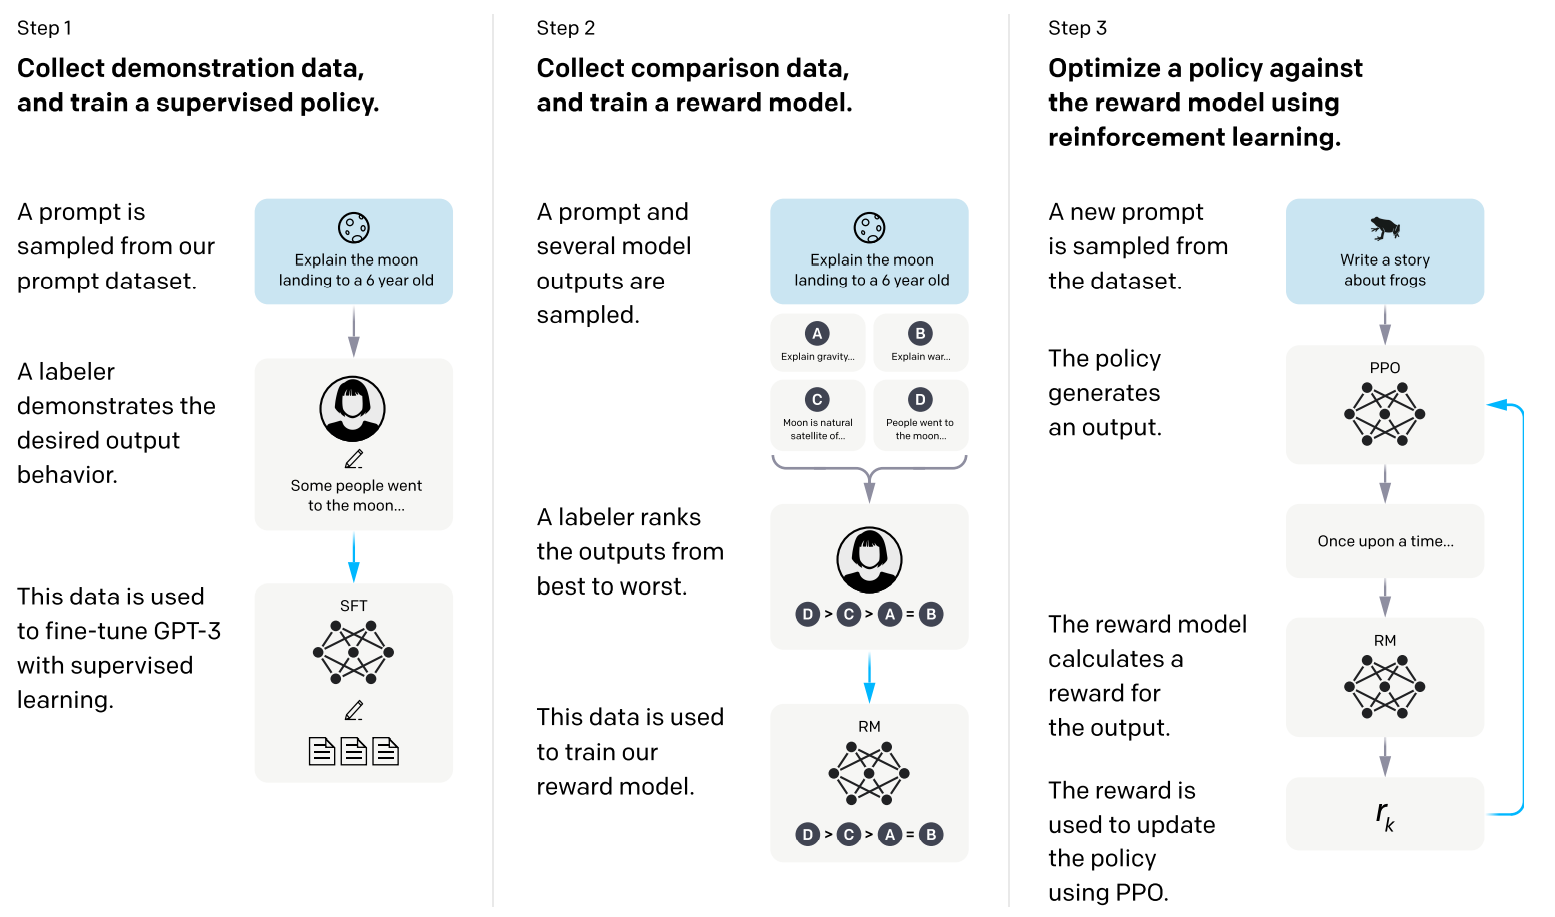 Step 1
Collect demonstration data,
and train a supervised policy.
A prompt is
sampled from our
prompt dataset.
Explain the moon
landing to a 6 year old
A labeler
demonstrates the
desired output
behavior.
Some people went
to the moon...
This data is used
to fine-tune GPT-3
with supervised
learning.
SFT
Step 2
Collect comparison data,
and train a reward model.
A prompt and
several model
outputs are
sampled.
Explain the moon
landing to a 6 year old
A
Explain gravity...
B
Explain war...
C
Moon is natural
satellite of...
D
People went to
the moon...
A labeler ranks
the outputs from
best to worst.
D > C > A = B
This data is used
to train our
reward model.
RM
D > C > A = B
Step 3
Optimize a policy against
the reward model using
reinforcement learning.
A new prompt
is sampled from
the dataset.
Write a story
about frogs
The policy
generates
an output.
PPO
Once upon a time...
The reward model
calculates a
reward for
the output.
RM
The reward is
used to update
the policy
using PPO.
r_k